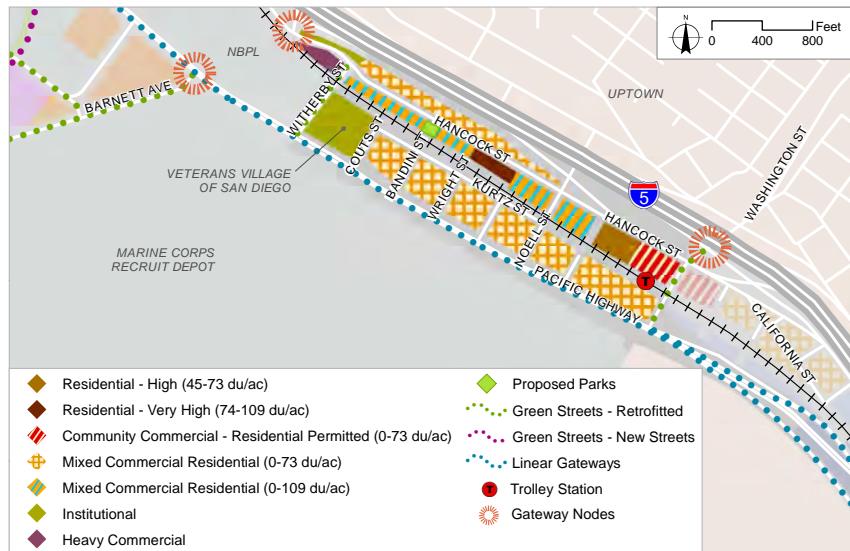 N
Feet
0 400 800
NBPL
UPTOWN
BARNETT AVE
WITHERBY ST
HANCOCK ST
WASHINGTON ST
VETERANS VILLAGE
OF SAN DIEGO
COUTS ST
BANDINI ST
WRIGHT ST
KURTZ ST
5
HANCOCK ST
NOELL ST
MARINE CORPS
RECRUIT DEPOT
T
PACIFIC HIGHWAY
CALIFORNIA ST
Residential - High (45-73 du/ac)
Residential - Very High (74-109 du/ac)
Community Commercial - Residential Permitted (0-73 du/ac)
Mixed Commercial Residential (0-73 du/ac)
Mixed Commercial Residential (0-109 du/ac)
Institutional
Heavy Commercial
Proposed Parks
Green Streets - Retrofitted
Green Streets - New Streets
Linear Gateways
T Trolley Station
Gateway Nodes